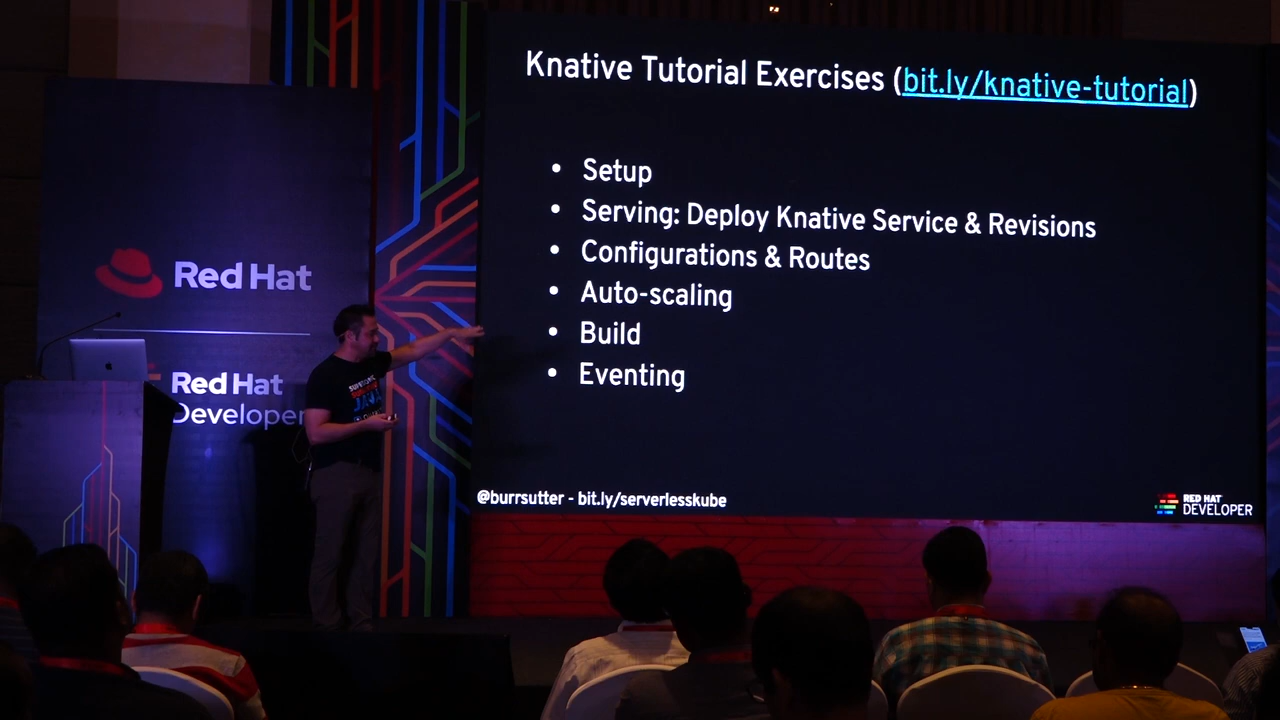 Knative Tutorial Exercises (bit.ly/knative-tutorial)
• Setup
• Serving: Deploy Knative Service & Revisions
• Configurations & Routes
• Auto-scaling
• Build
• Eventing
@burrsutter - bit.ly/serverlesskube
RED HAT
DEVELOPER
Red Hat
Red Hat
Developer
JAVA